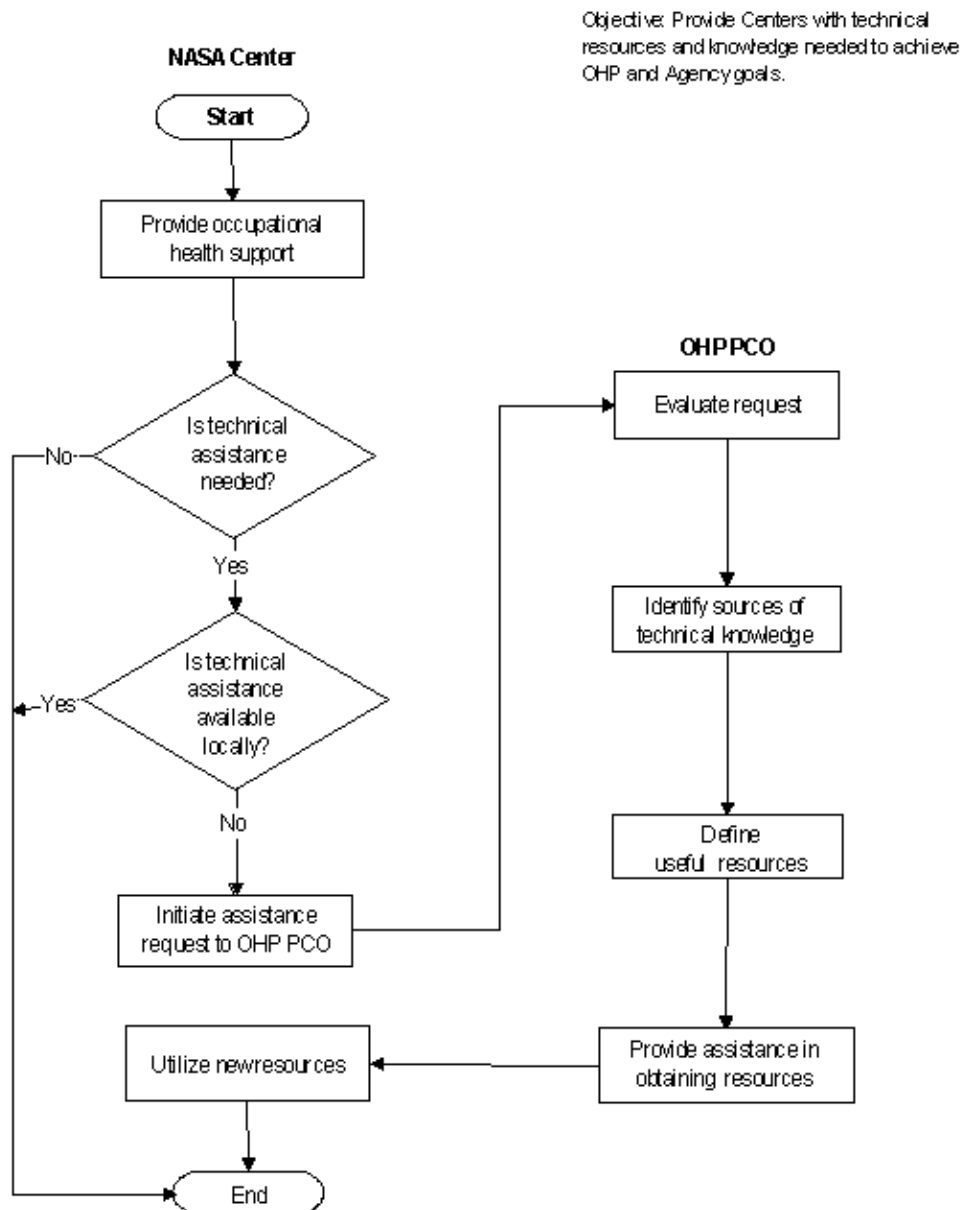 Objective: Provide Centers with technical
resources and knowledge needed to achieve
OHP and Agency goals.
NASA Center
Start
Provide occupational
health support
Is technical
assistance
needed?
No
Yes
Is technical
assistance
available
locally?
Yes
No
Initiate assistance
request to OHP PCO
OHP PCO
Evaluate request
Identify sources of
technical knowledge
Define
useful resources
Provide assistance in
obtaining resources
Utilize new resources
End